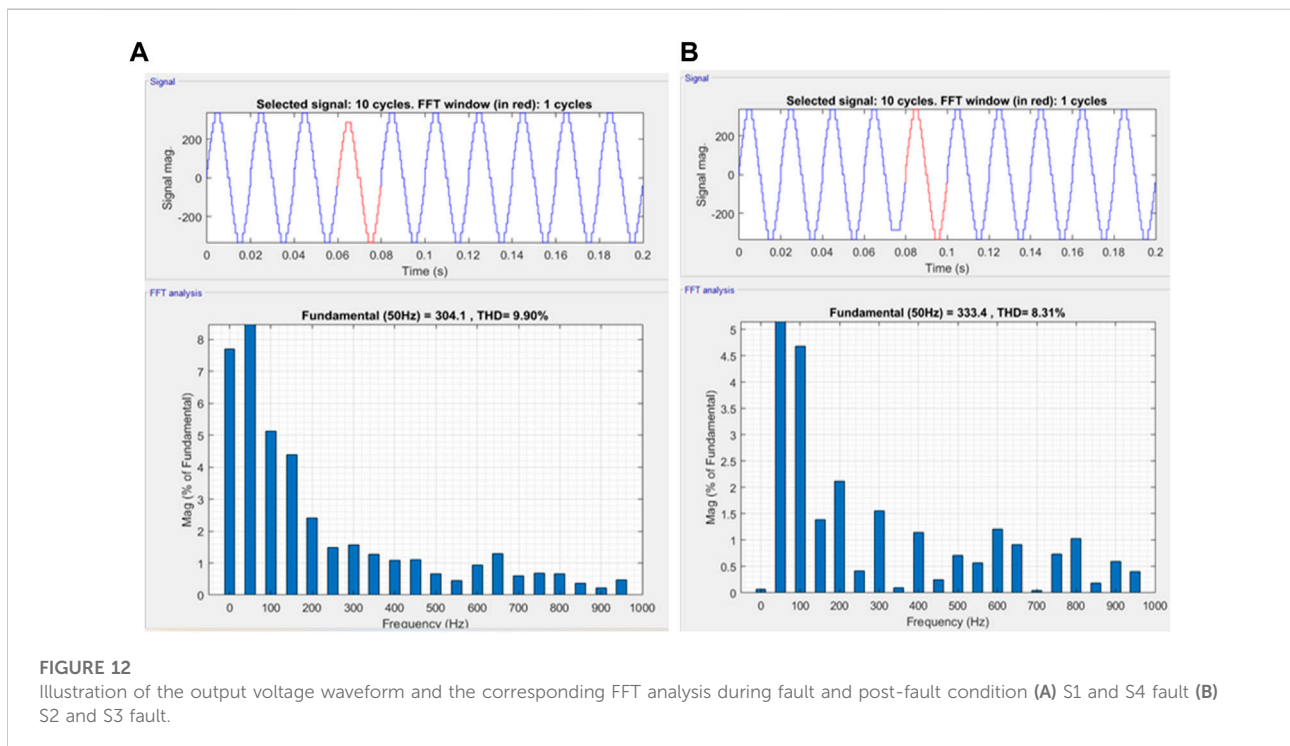 A
Signal
Selected signal: 10 cycles. FFT window (in red): 1 cycles
200
0
-200
Signal mag.
0 0.02 0.04 0.06 0.08 0.1 0.12 0.14 0.16 0.18 0.2
Time (s)
FFT analysis
Fundamental (50Hz) = 304.1 , THD= 9.90%
8
7
6
5
4
3
2
1
0
Mag (% of Fundamental)
0 100 200 300 400 500 600 700 800 900 1000
Frequency (Hz)
B
Signal
Selected signal: 10 cycles. FFT window (in red): 1 cycles
200
0
-200
Signal mag.
0 0.02 0.04 0.06 0.08 0.1 0.12 0.14 0.16 0.18 0.2
Time (s)
FFT analysis
Fundamental (50Hz) = 333.4 , THD= 8.31%
5
4.5
4
3.5
3
2.5
2
1.5
1
0.5
0
Mag (% of Fundamental)
0 100 200 300 400 500 600 700 800 900 1000
Frequency (Hz)
FIGURE 12
Illustration of the output voltage waveform and the corresponding FFT analysis during fault and post-fault condition (A) S1 and S4 fault (B)
S2 and S3 fault.